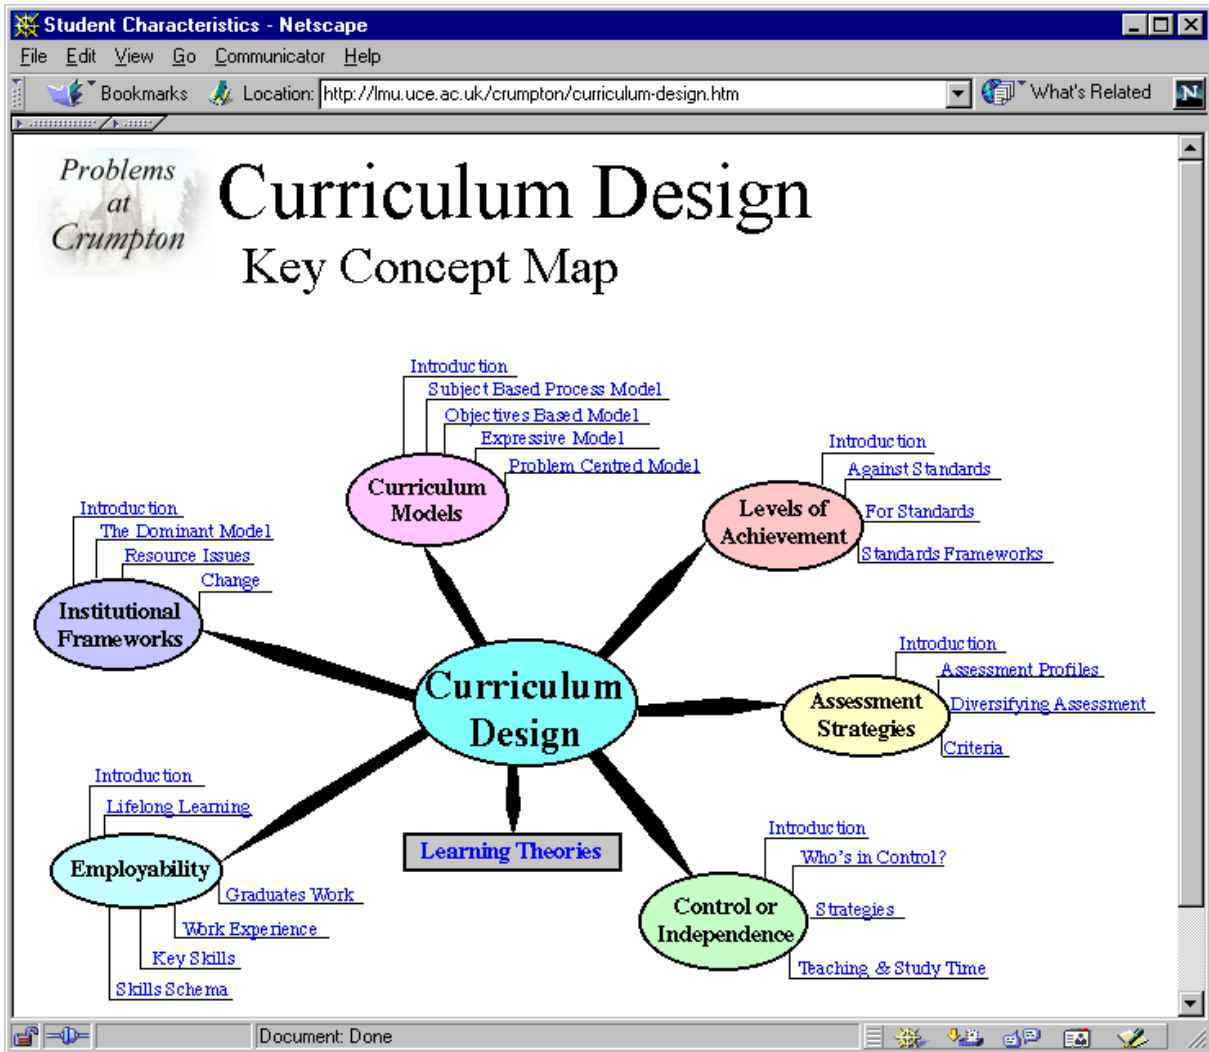 Student Characteristics - Netscape
File Edit View Go Communicator Help
Bookmarks Location: http://lmu.uce.ac.uk/crumpton/curriculum-design.htm What's Related N
Problems
at
Crumpton
Curriculum Design
Key Concept Map
Introduction
Subject Based Process Model
Objectives Based Model
Expressive Model
Problem Centred Model
Curriculum
Models
Introduction
Against Standards
For Standards
Standards Frameworks
Levels of
Achievement
Introduction
The Dominant Model
Resource Issues
Change
Institutional
Frameworks
Introduction
Assessment Profiles
Diversifying Assessment
Criteria
Assessment
Strategies
Curriculum
Design
Introduction
Lifelong Learning
Employability
Graduates Work
Work Experience
Key Skills
Skills Schema
Learning Theories
Introduction
Who's in Control?
Strategies
Teaching & Study Time
Control or
Independence
Document: Done